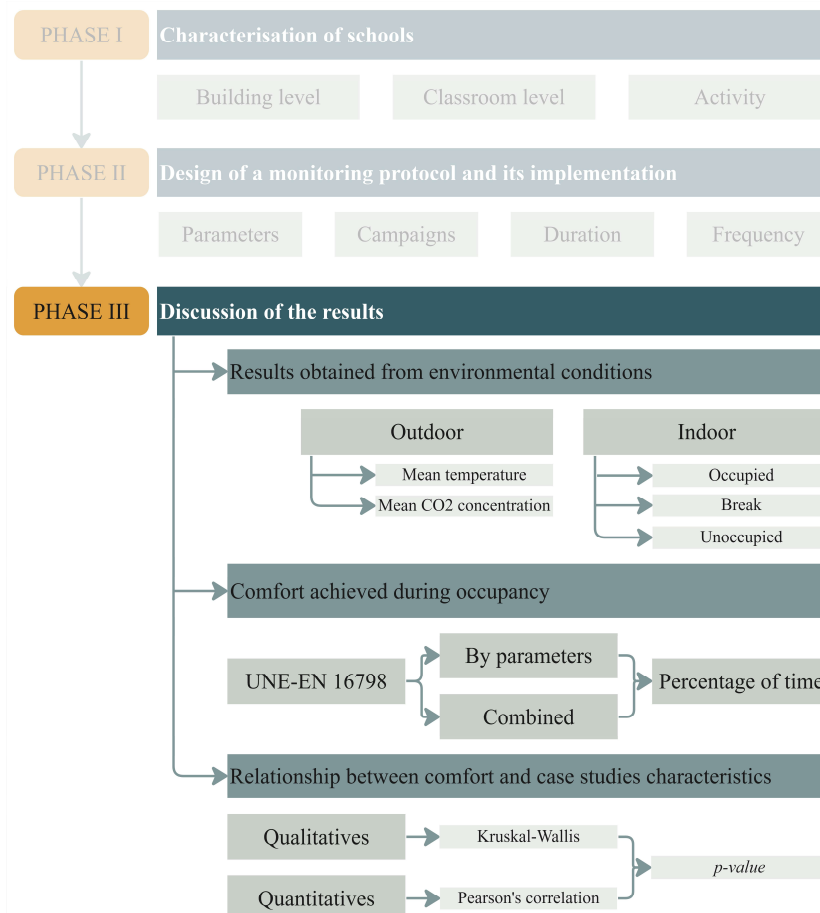 PHASE I
Characterisation of schools
Building level
Classroom level
Activity
PHASE II
Design of a monitoring protocol and its implementation
Parameters
Campaigns
Duration
Frequency
PHASE III
Discussion of the results
Results obtained from environmental conditions
Outdoor
Indoor
Mean temperature
Occupied
Mean CO2 concentration
Break
Unoccupicd
Comfort achieved during occupancy
UNE-EN 16798
By parameters
Combined
Percentage of time
Relationship between comfort and case studies characteristics
Qualitatives
Kruskal-Wallis
p-value
Quantitatives
Pearson's correlation